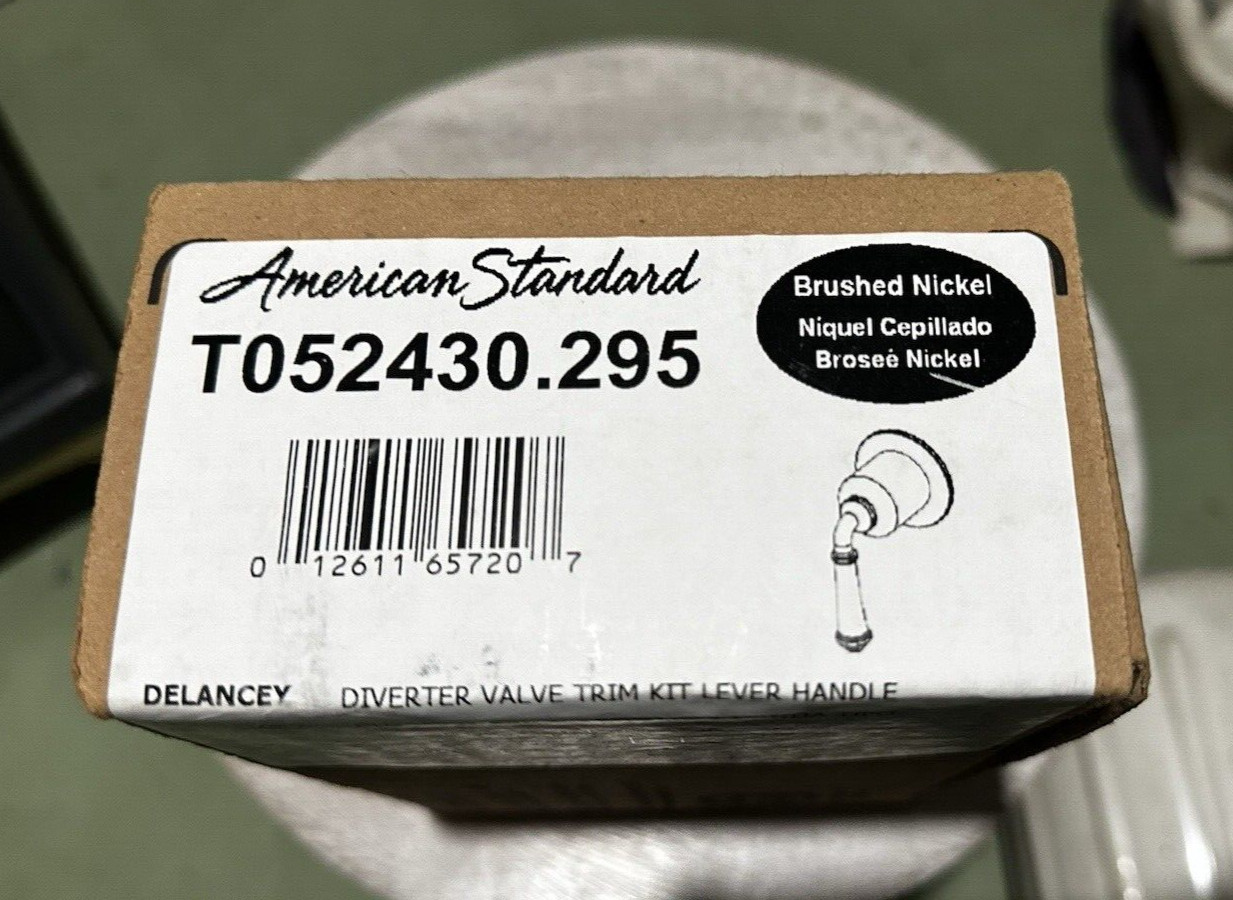 American Standard
T052430.295
Brushed Nickel
Niquel Cepillado
Broseé Nickel
0 12611 65720 7
DELANCEY DIVERTER VALVE TRIM KIT LEVER HANDLE